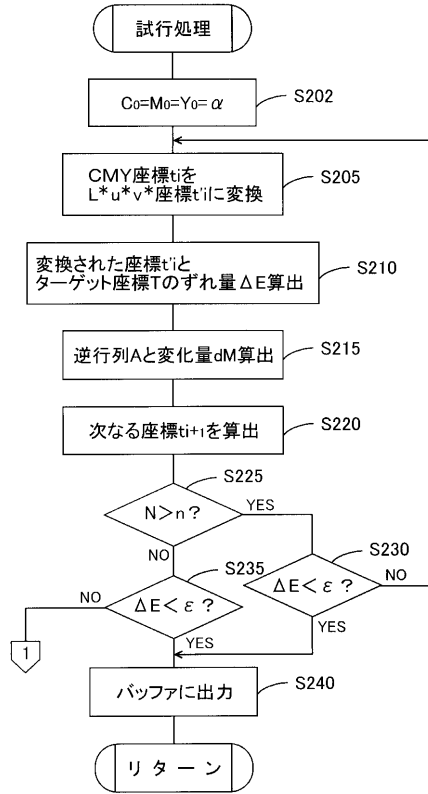 試行処理
C₀=M₀=Y₀=α
S202
CMY座標tiを
L*u*v*座標t'iに変換
S205
変換された座標t'iと
ターゲット座標Tのずれ量ΔE算出
S210
逆行列Aと変化量dM算出
S215
次なる座標ti+1を算出
S220
S225
N>n?
YES
NO
S230
S235
ΔE<ε?
NO
YES
ΔE<ε?
NO
YES
1
バッファに出力
S240
リターン